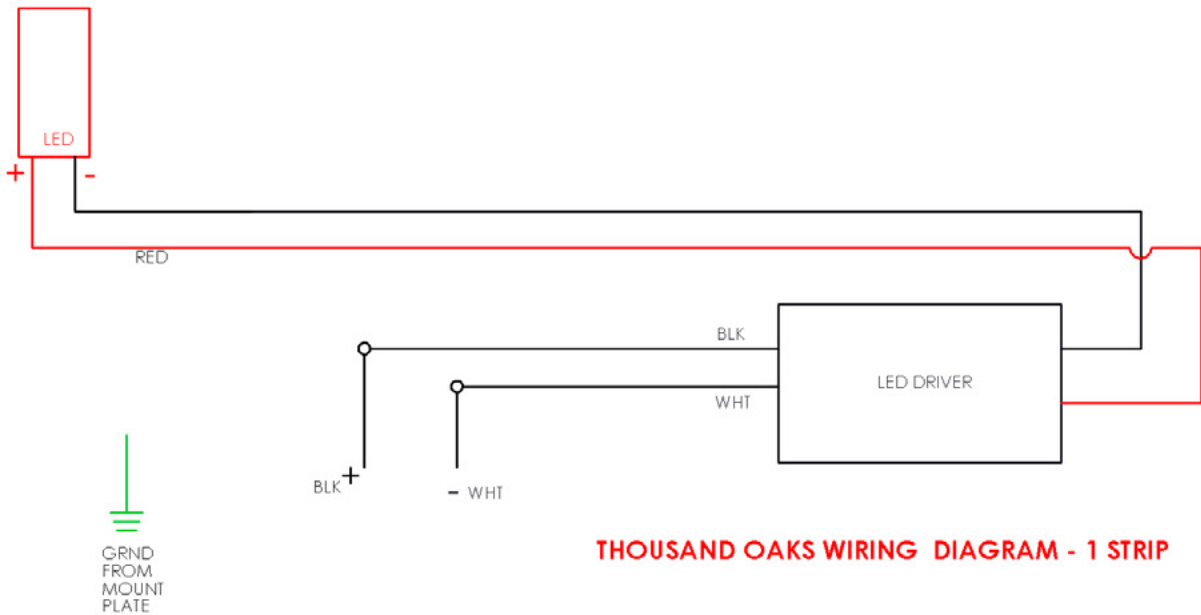 LED
+ -
RED
BLK
LED DRIVER
WHT
BLK +
- WHT
GRND
FROM
MOUNT
PLATE
THOUSAND OAKS WIRING DIAGRAM - 1 STRIP